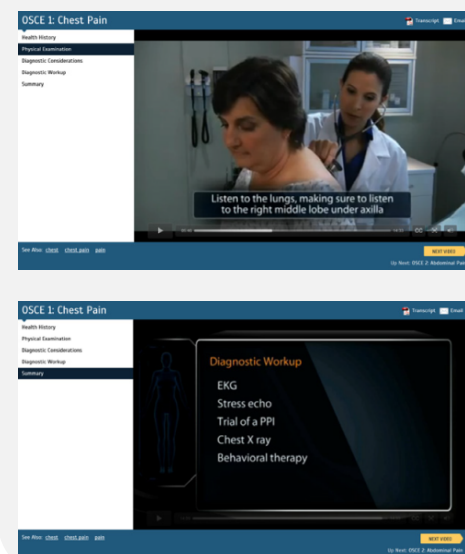 OSCE 1: Chest Pain
Transcript Email
Health History
Physical Examination
Diagnostic Considerations
Diagnostic Workup
Summary
Listen to the lungs, making sure to listen
to the right middle lobe under axilla
CC
See Also: chest chest pain pain
NEXT VIDEO
Up Next: OSCE 2: Abdominal Pain
OSCE 1: Chest Pain
Transcript Email
Health History
Physical Examination
Diagnostic Considerations
Diagnostic Workup
Summary
Diagnostic Workup
EKG
Stress echo
Trial of a PPI
Chest X ray
Behavioral therapy
See Also: chest chest pain pain
NEXT VIDEO
Up Next: OSCE 2: Abdominal Pain